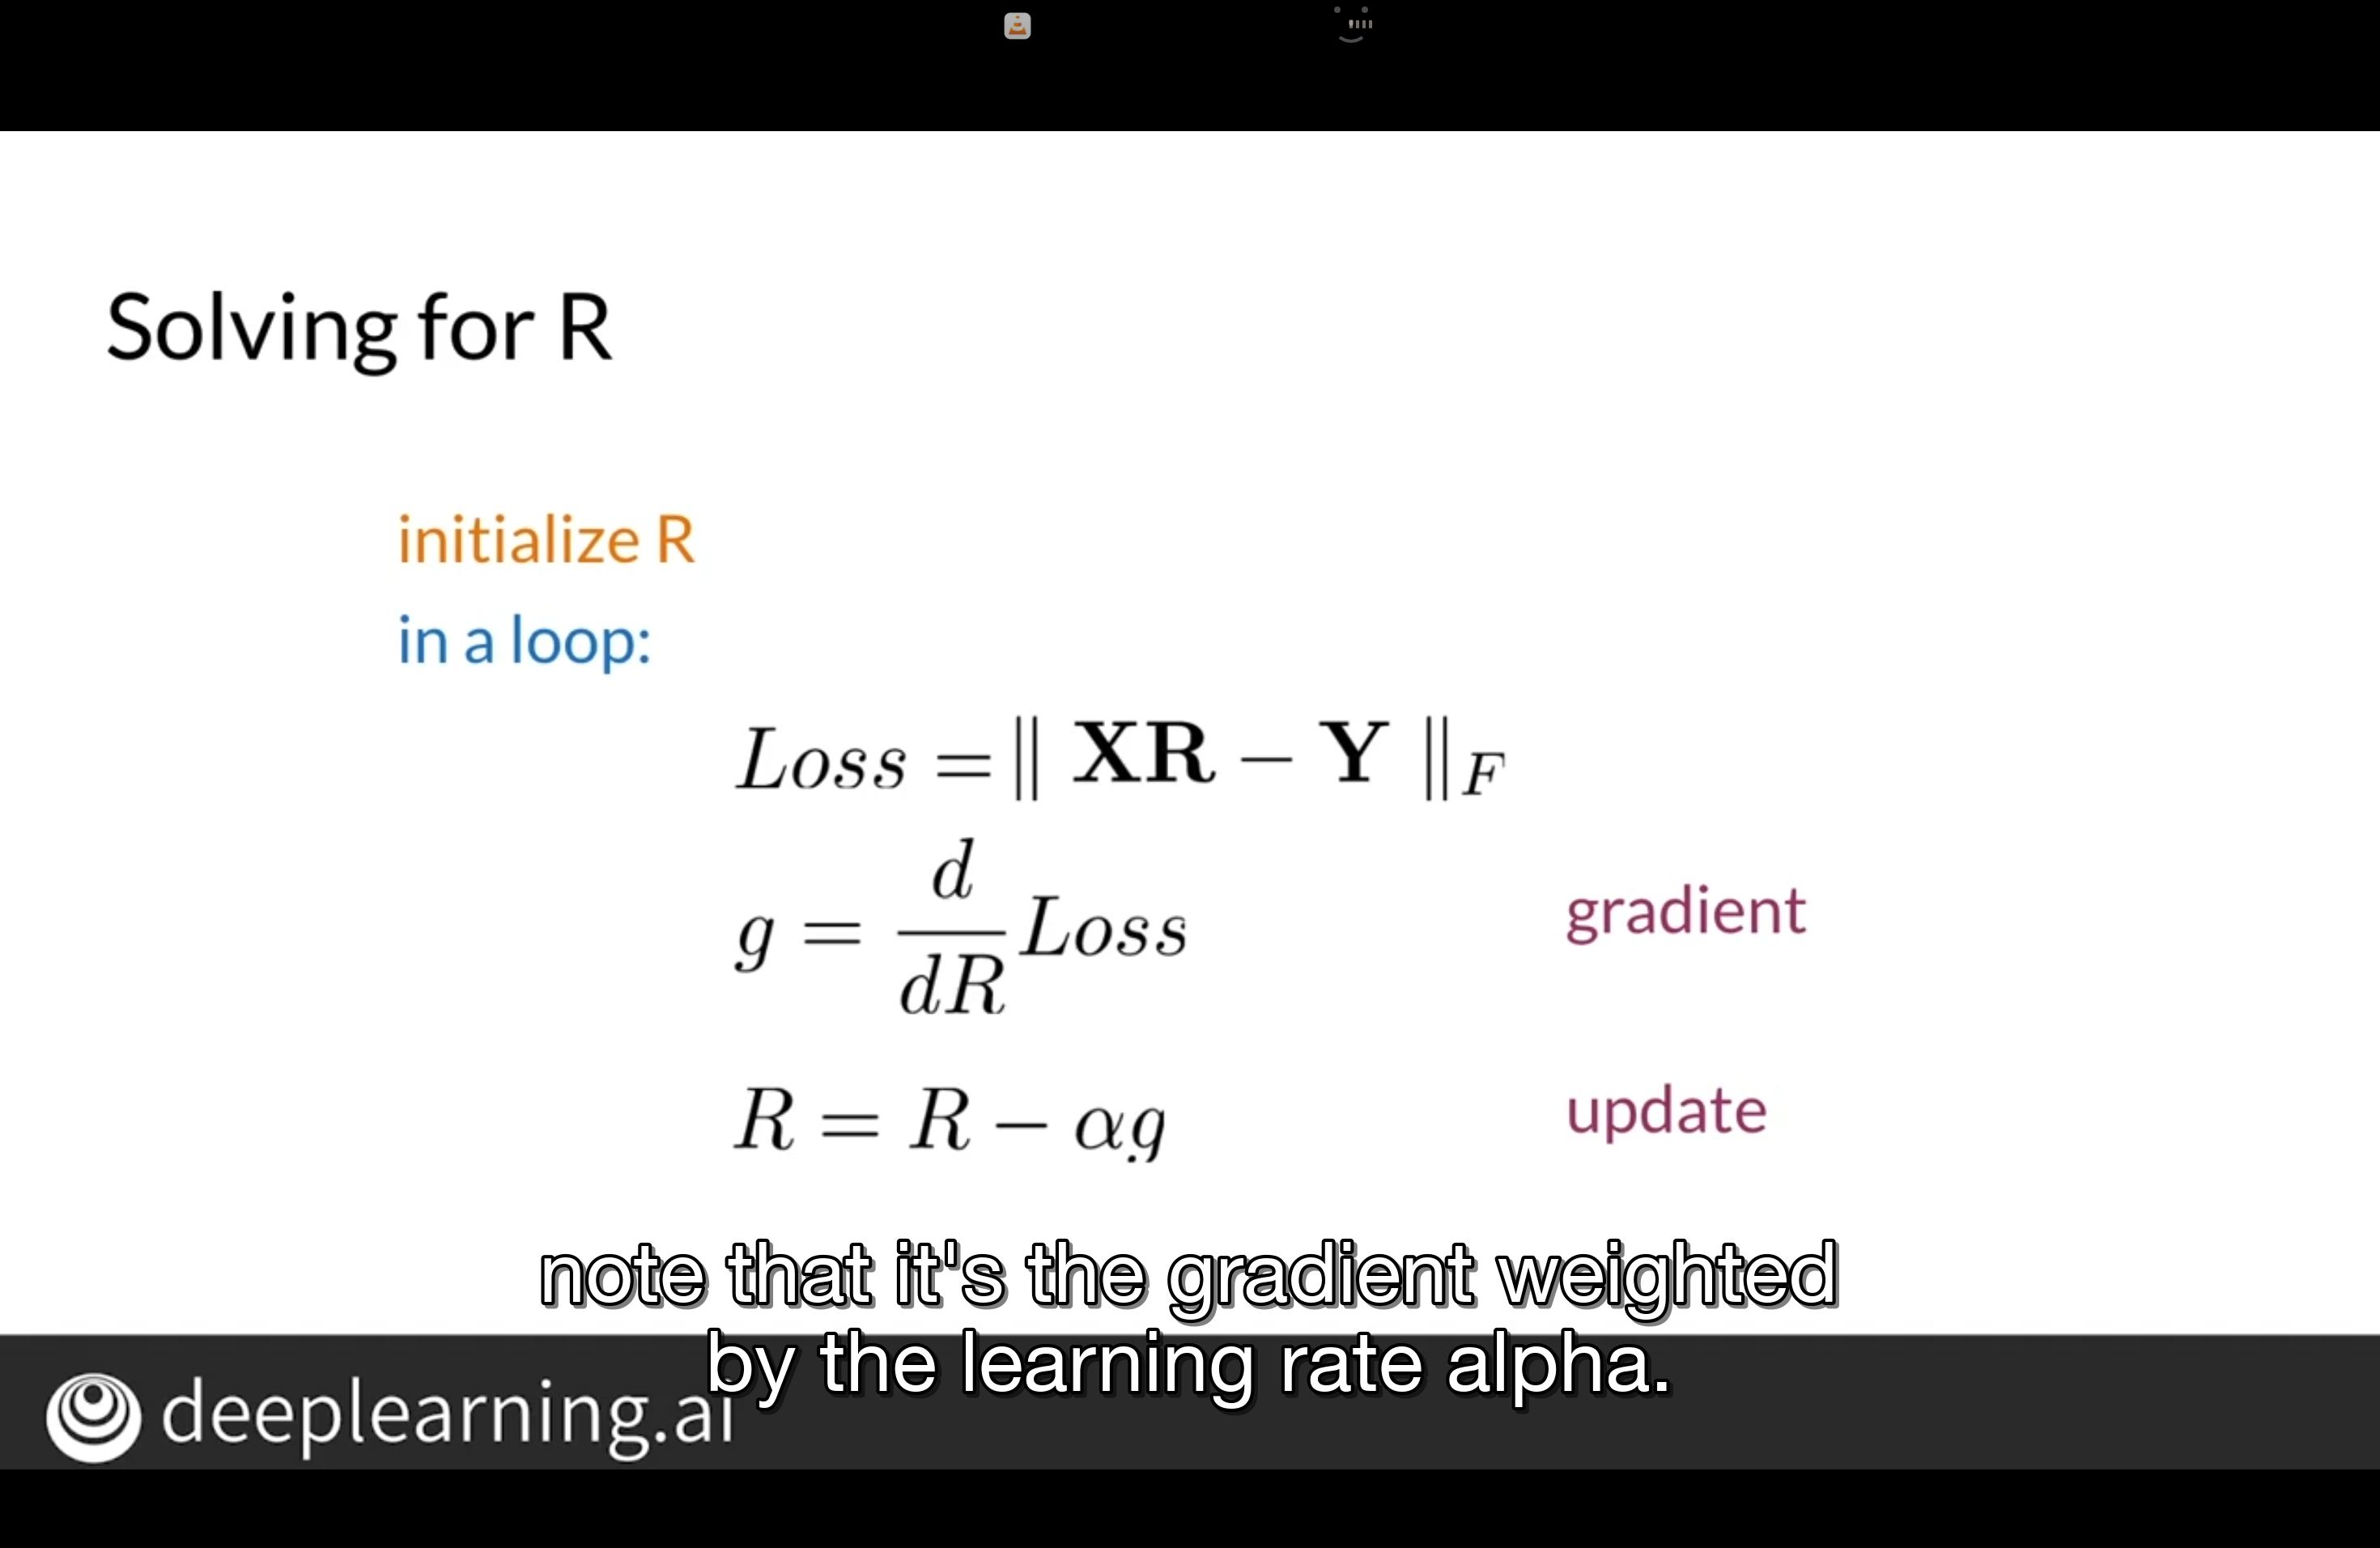 Solving for R
initialize R
in a loop:
Loss = ‖ XR − Y ‖_F
g = d/dR Loss
gradient
R = R − αg
update
note that it's the gradient weighted
by the learning rate alpha.
deeplearning.ai